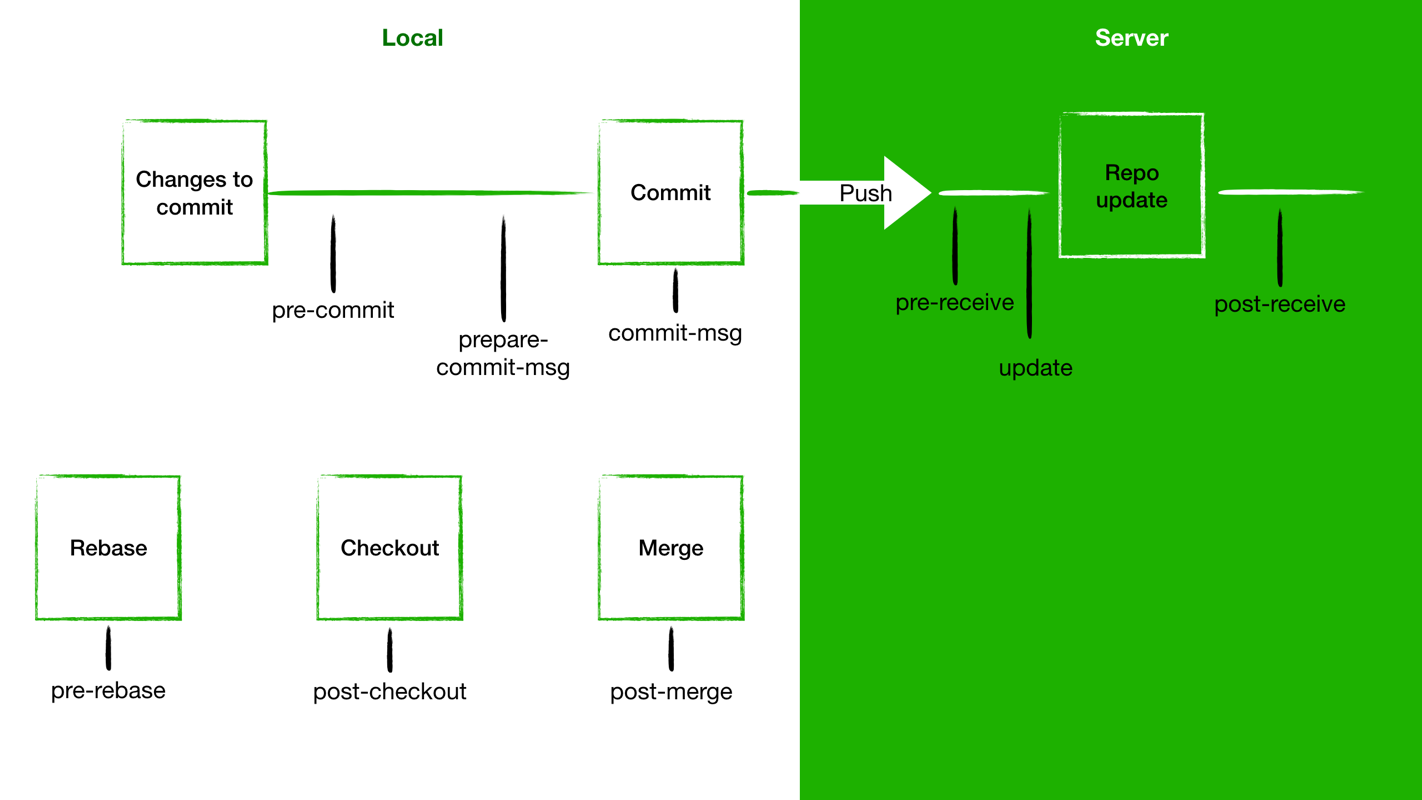 Local
Server
Changes to
commit
Commit
Push
Repo
update
pre-commit
prepare-
commit-msg
commit-msg
pre-receive
update
post-receive
Rebase
Checkout
Merge
pre-rebase
post-checkout
post-merge